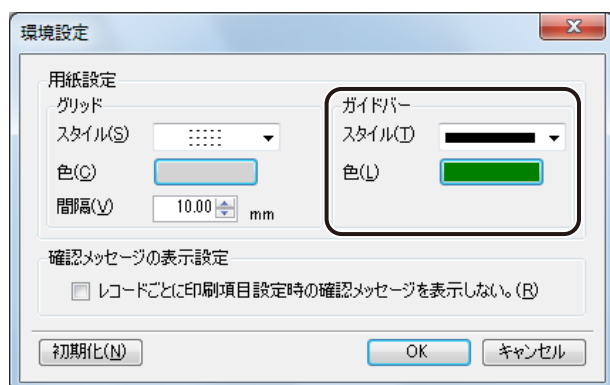 環境設定
用紙設定
グリッド
スタイル(S)
色(C)
間隔(V) 10.00 mm
ガイドバー
スタイル(T)
色(L)
確認メッセージの表示設定
レコードごとに印刷項目設定時の確認メッセージを表示しない。(R)
初期化(N) OK キャンセル